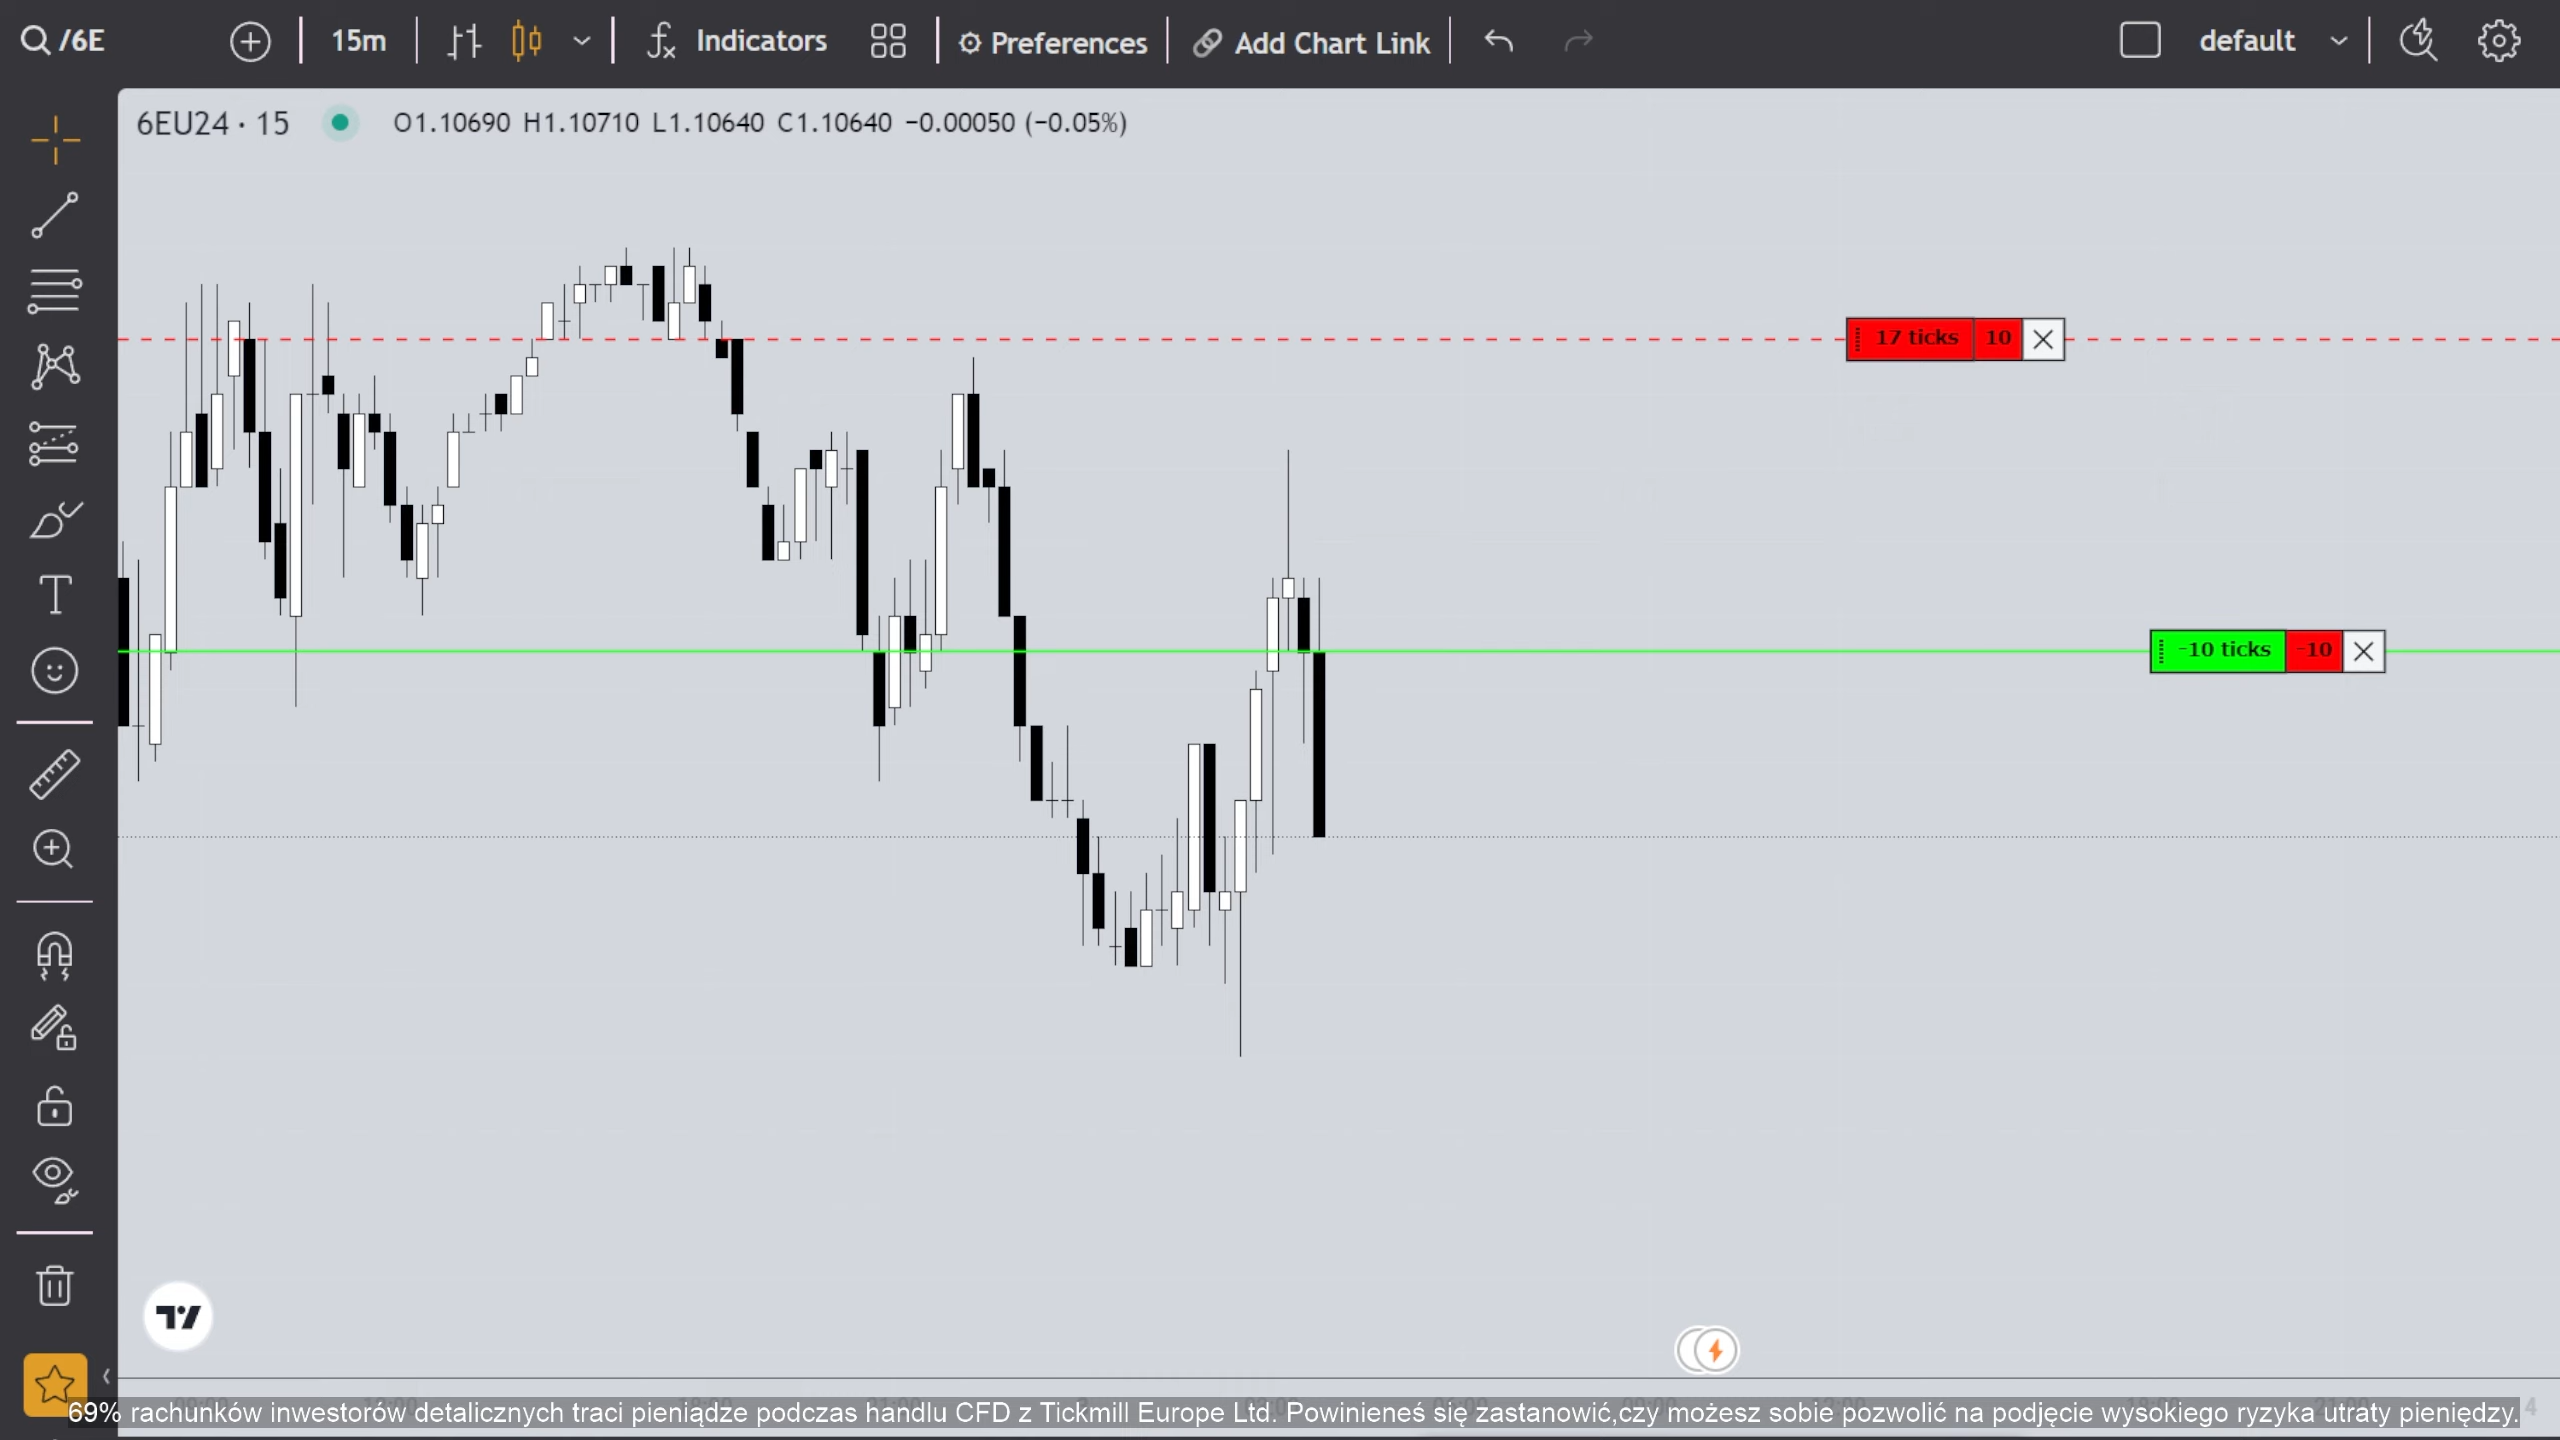 /6E 15m Indicators Preferences Add Chart Link default
6EU24 · 15 O1.10690 H1.10710 L1.10640 C1.10640 −0.00050 (−0.05%)
17 ticks 10
-10 ticks -10
69% rachunków inwestorów detalicznych traci pieniądze podczas handlu CFD z Tickmill Europe Ltd. Powinieneś się zastanowić,czy możesz sobie pozwolić na podjęcie wysokiego ryzyka utraty pieniędzy.